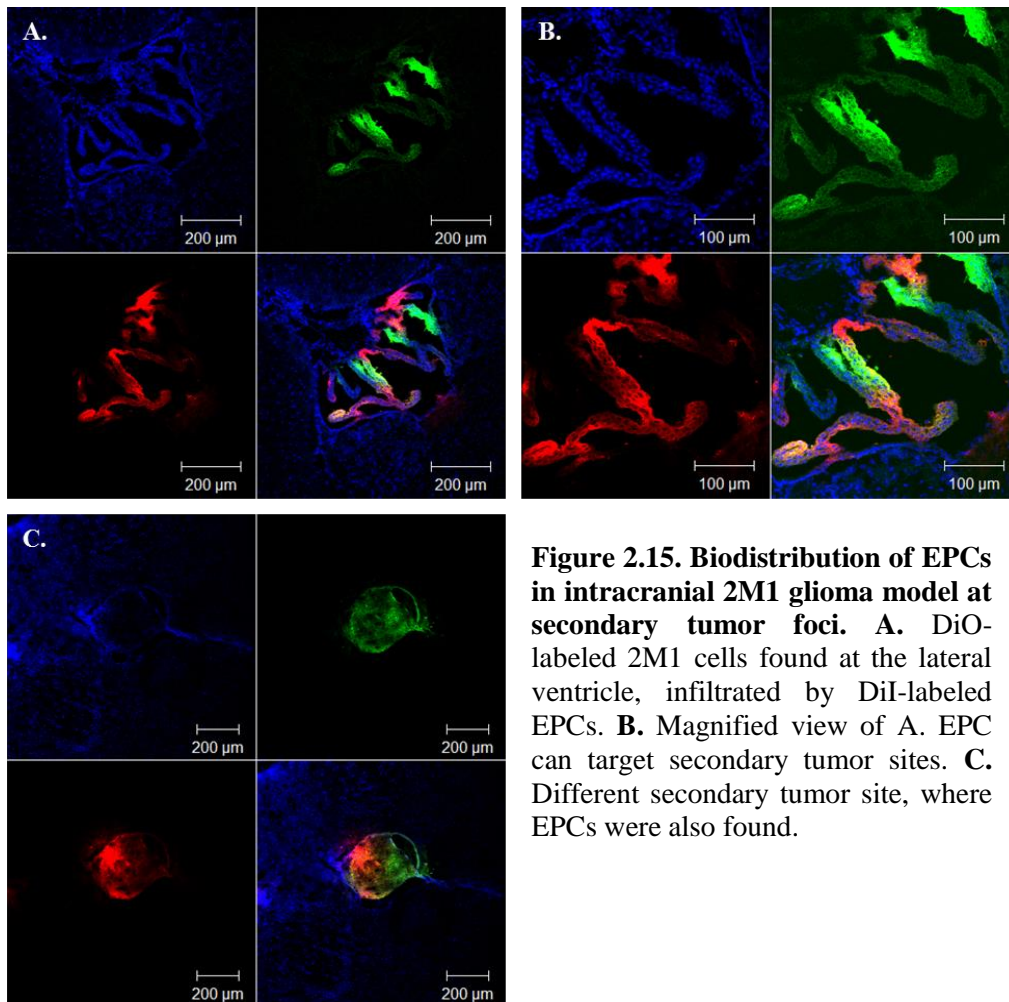 A.
200 µm
200 µm
200 µm
200 µm
B.
100 µm
100 µm
100 µm
100 µm
C.
200 µm
200 µm
200 µm
200 µm
Figure 2.15. Biodistribution of EPCs
in intracranial 2M1 glioma model at
secondary tumor foci. A. DiO-
labeled 2M1 cells found at the lateral
ventricle, infiltrated by DiI-labeled
EPCs. B. Magnified view of A. EPC
can target secondary tumor sites. C.
Different secondary tumor site, where
EPCs were also found.